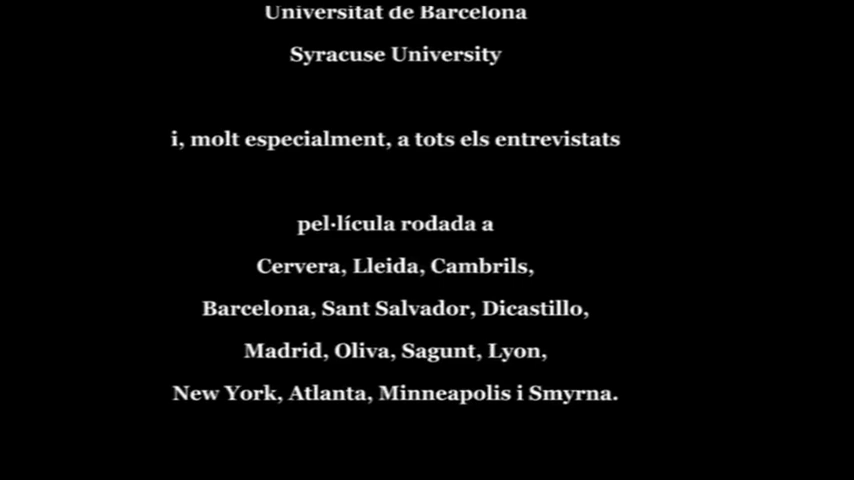 Universitat de Barcelona
Syracuse University
i, molt especialment, a tots els entrevistats
pel·lícula rodada a
Cervera, Lleida, Cambrils,
Barcelona, Sant Salvador, Dicastillo,
Madrid, Oliva, Sagunt, Lyon,
New York, Atlanta, Minneapolis i Smyrna.